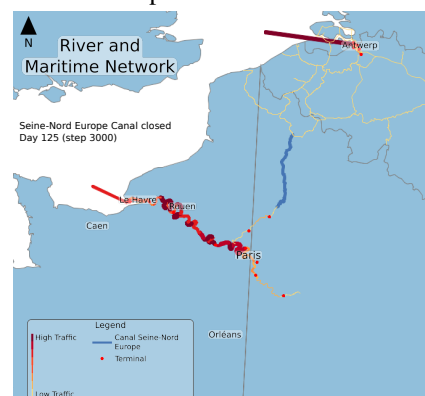 N
River and
Maritime Network
Antwerp
Seine-Nord Europe Canal closed
Day 125 (step 3000)
Le Havre
Rouen
Caen
Paris
Orléans
Legend
High Traffic
Canal Seine-Nord
Europe
Terminal
Low Traffic